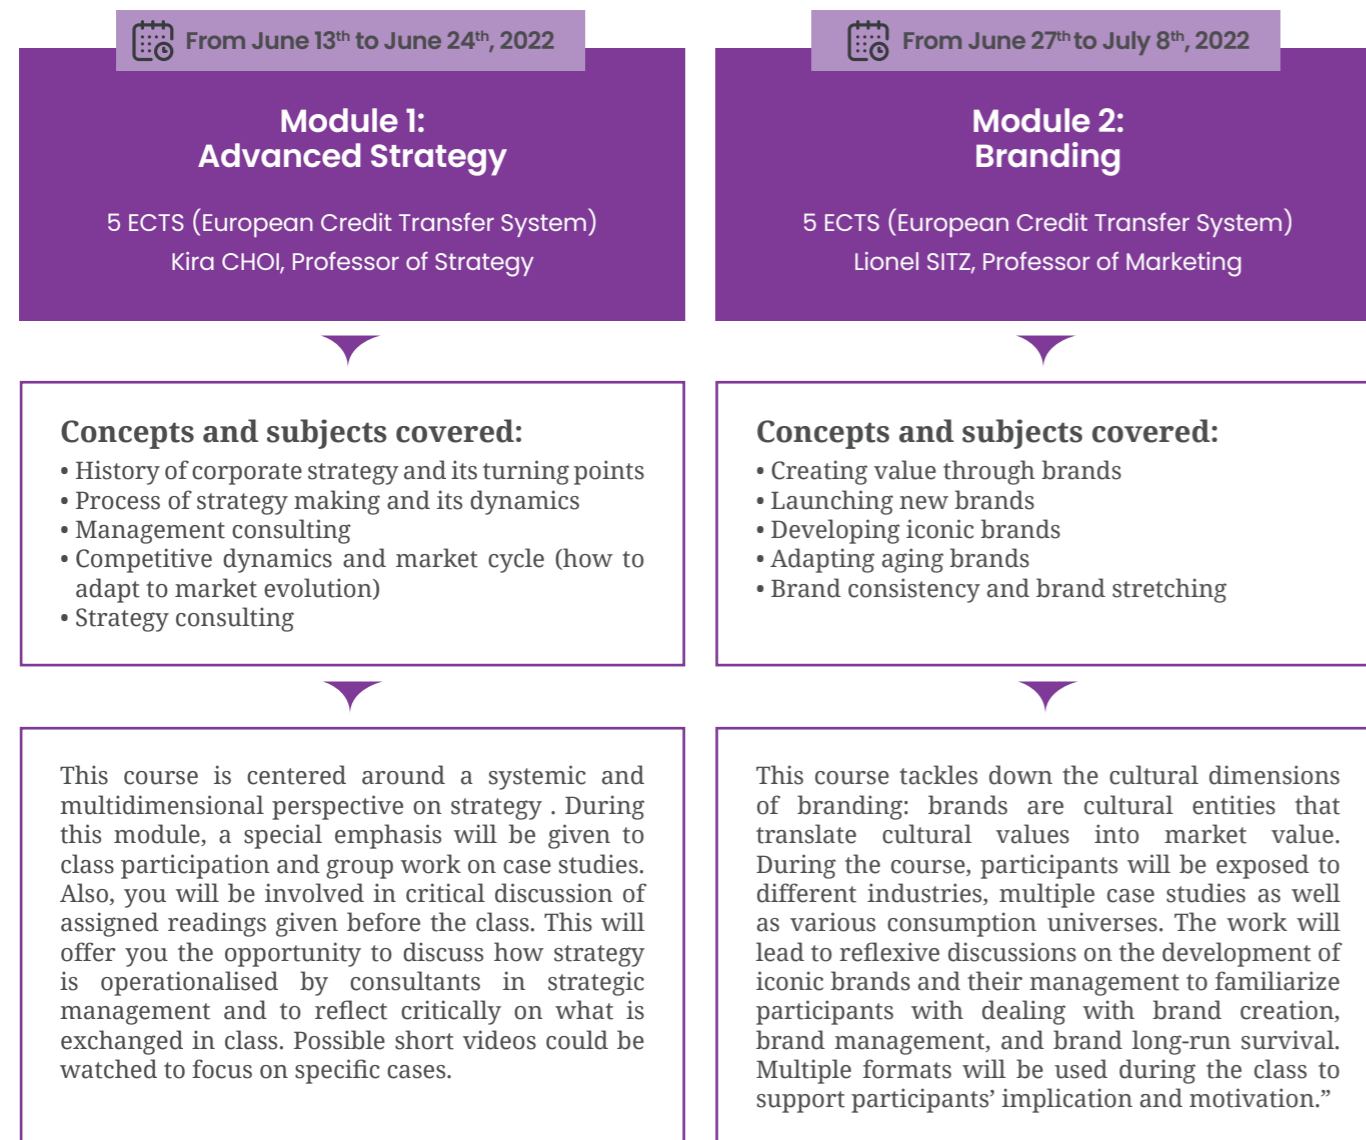 From June 13th to June 24th, 2022
Module 1:
Advanced Strategy
5 ECTS (European Credit Transfer System)
Kira CHOI, Professor of Strategy
Concepts and subjects covered:
• History of corporate strategy and its turning points
• Process of strategy making and its dynamics
• Management consulting
• Competitive dynamics and market cycle (how to
adapt to market evolution)
• Strategy consulting
This course is centered around a systemic and
multidimensional perspective on strategy . During
this module, a special emphasis will be given to
class participation and group work on case studies.
Also, you will be involved in critical discussion of
assigned readings given before the class. This will
offer you the opportunity to discuss how strategy
is operationalised by consultants in strategic
management and to reflect critically on what is
exchanged in class. Possible short videos could be
watched to focus on specific cases.
From June 27th to July 8th, 2022
Module 2:
Branding
5 ECTS (European Credit Transfer System)
Lionel SITZ, Professor of Marketing
Concepts and subjects covered:
• Creating value through brands
• Launching new brands
• Developing iconic brands
• Adapting aging brands
• Brand consistency and brand stretching
This course tackles down the cultural dimensions
of branding: brands are cultural entities that
translate cultural values into market value.
During the course, participants will be exposed to
different industries, multiple case studies as well
as various consumption universes. The work will
lead to reflexive discussions on the development of
iconic brands and their management to familiarize
participants with dealing with brand creation,
brand management, and brand long-run survival.
Multiple formats will be used during the class to
support participants’ implication and motivation.”